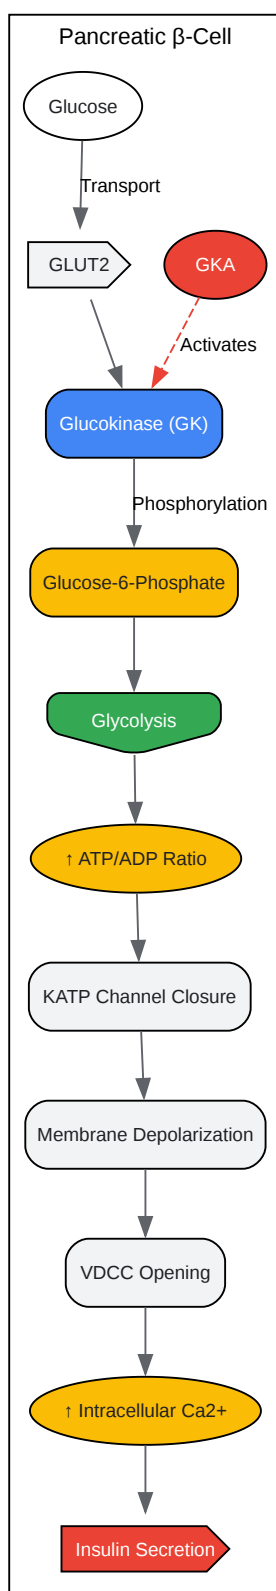 Pancreatic β-Cell
Glucose
Transport
GLUT2
GKA
Activates
Glucokinase (GK)
Phosphorylation
Glucose-6-Phosphate
Glycolysis
↑ ATP/ADP Ratio
KATP Channel Closure
Membrane Depolarization
VDCC Opening
↑ Intracellular Ca2+
Insulin Secretion